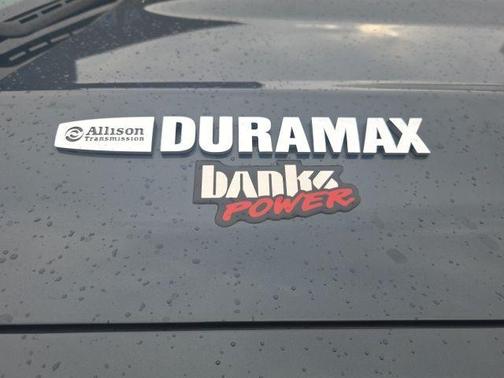 Allison DURAMAX
Transmission
banks
POWER